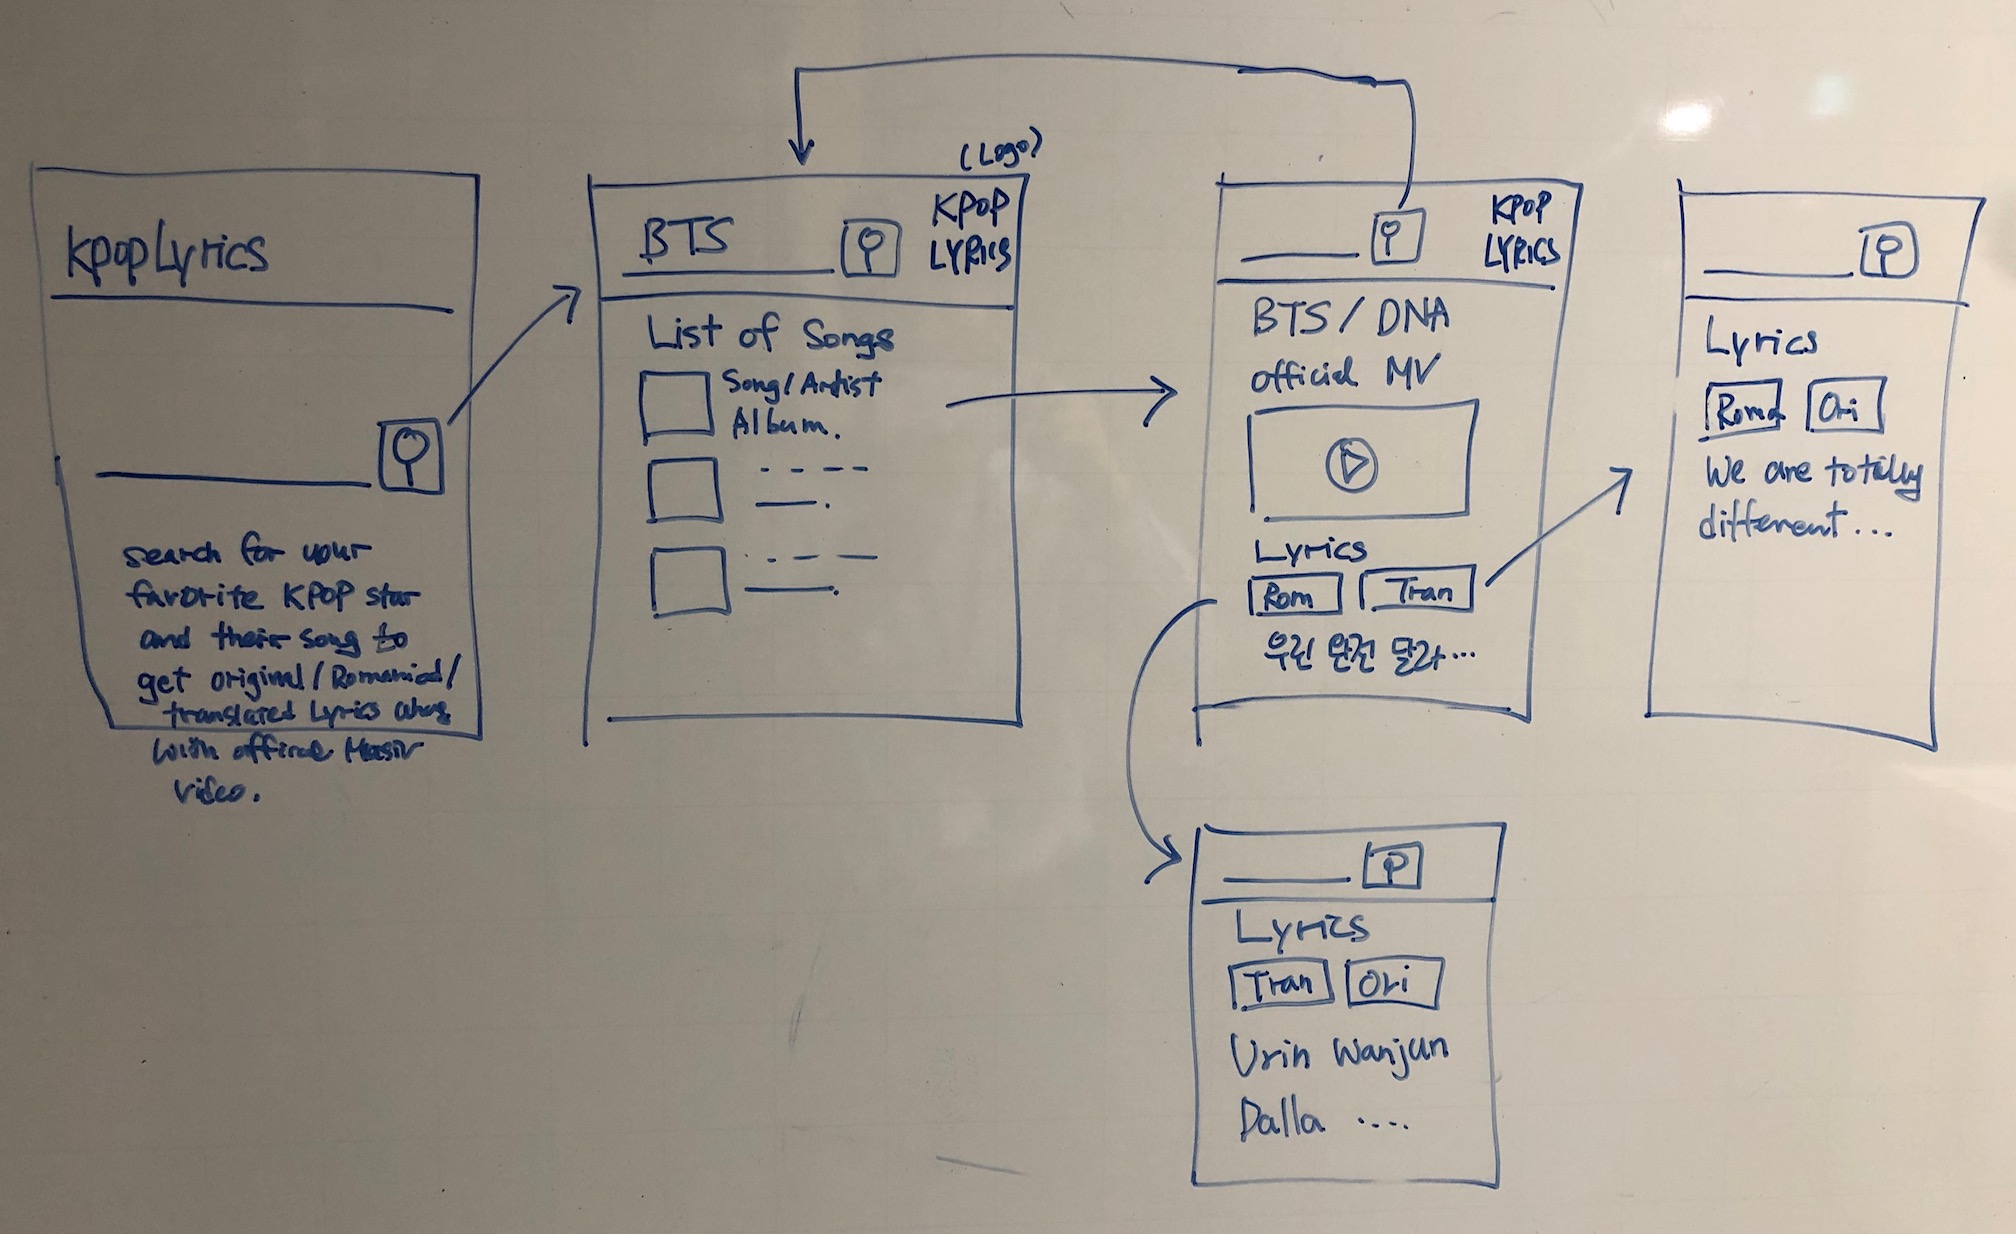 KpopLyrics
search for your
favorite KPOP star
and their song to
get original/Romanized/
translated Lyrics along
with official Music
video.
(Logo)
BTS
KPOP
LYRICS
List of Songs
Song/Artist
Album.
KPOP
LYRICS
BTS/DNA
official MV
Lyrics
Rom Tran
우린 완전 달라...
Lyrics
Roma Ori
We are totally
different...
Lyrics
Tran Ori
Urin Wanjun
Dalla ....